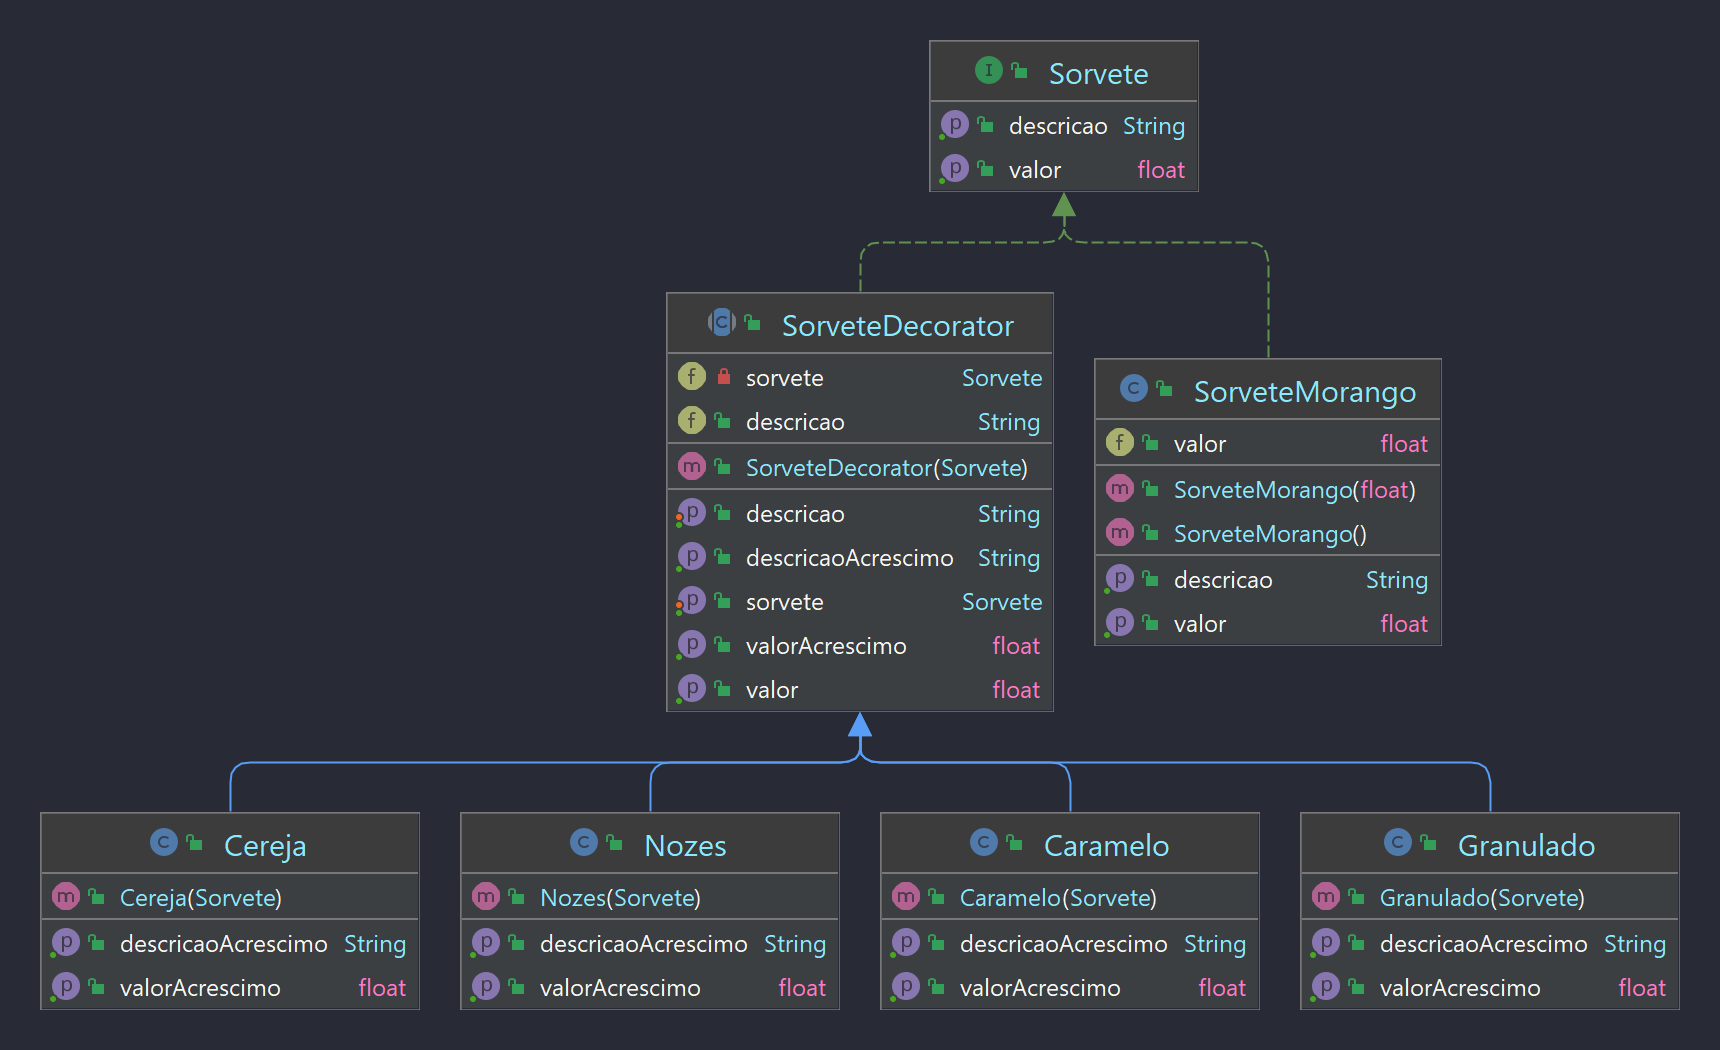 I Sorvete
p descricao String
p valor float
C SorveteDecorator
f sorvete Sorvete
f descricao String
m SorveteDecorator(Sorvete)
p descricao String
p descricaoAcrescimo String
p sorvete Sorvete
p valorAcrescimo float
p valor float
C SorveteMorango
f valor float
m SorveteMorango(float)
m SorveteMorango()
p descricao String
p valor float
C Cereja
m Cereja(Sorvete)
p descricaoAcrescimo String
p valorAcrescimo float
C Nozes
m Nozes(Sorvete)
p descricaoAcrescimo String
p valorAcrescimo float
C Caramelo
m Caramelo(Sorvete)
p descricaoAcrescimo String
p valorAcrescimo float
C Granulado
m Granulado(Sorvete)
p descricaoAcrescimo String
p valorAcrescimo float